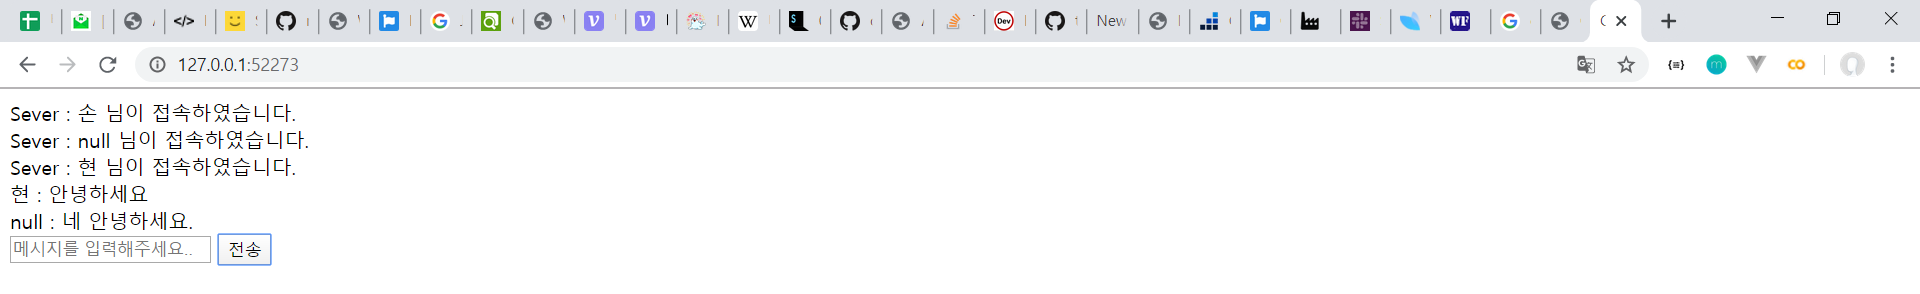 New
127.0.0.1:52273
Sever : 손 님이 접속하였습니다.
Sever : null 님이 접속하였습니다.
Sever : 현 님이 접속하였습니다.
현 : 안녕하세요
null : 네 안녕하세요.
메시지를 입력해주세요.. 전송